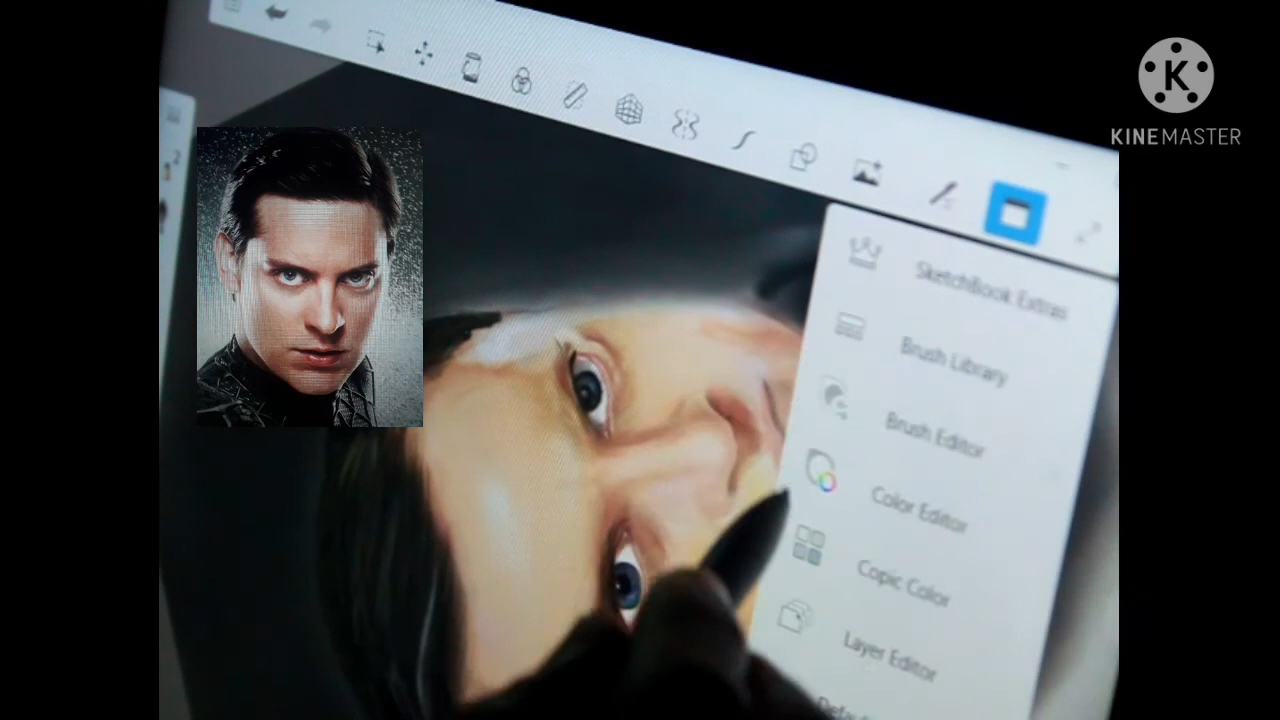 K
KINEMASTER
SketchBook Extras
Brush Library
Brush Editor
Color Editor
Copic Color
Layer Editor